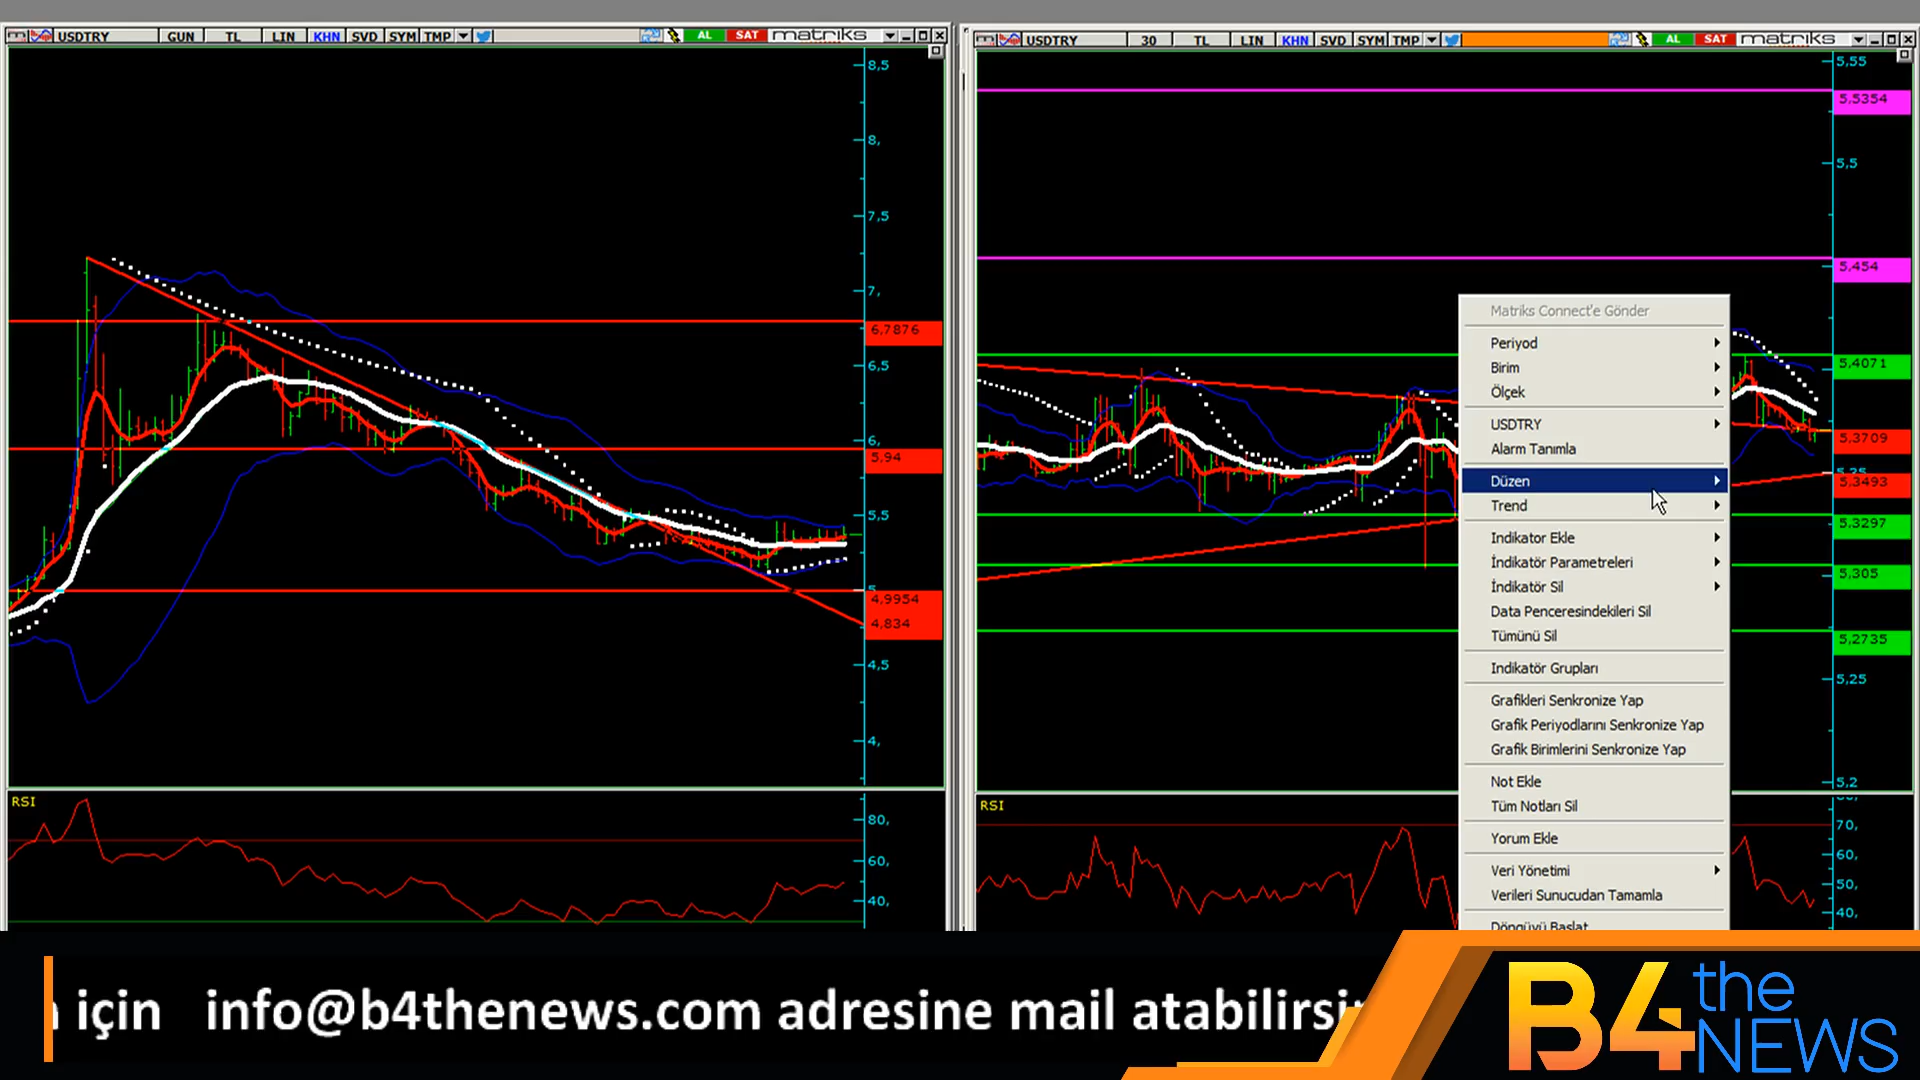 USDTRY GUN TL LIN KHN SVD SYM TMP AL SAT matriks
8,5
8,
7,5
7,
6,7876
6,5
6,
5,94
5,5
5,
4,9954
4,834
4,5
4,
RSI
80,
60,
40,
USDTRY 30 TL LIN KHN SVD SYM TMP AL SAT matriks
5,55
5,5354
5,5
5,454
5,4071
5,3709
5,35
5,3493
5,3297
5,305
5,2735
5,25
5,2
RSI
70,
60,
50,
40,
Matriks Connect'e Gönder
Periyod
Birim
Ölçek
USDTRY
Alarm Tanımla
Düzen
Trend
Indikator Ekle
İndikatör Parametreleri
İndikatör Sil
Data Penceresindekileri Sil
Tümünü Sil
Indikatör Grupları
Grafikleri Senkronize Yap
Grafik Periyodlarını Senkronize Yap
Grafik Birimlerini Senkronize Yap
Not Ekle
Tüm Notları Sil
Yorum Ekle
Veri Yönetimi
Verileri Sunucudan Tamamla
Döngüyü Başlat
için info@b4thenews.com adresine mail atabilirsi
B4 the NEWS